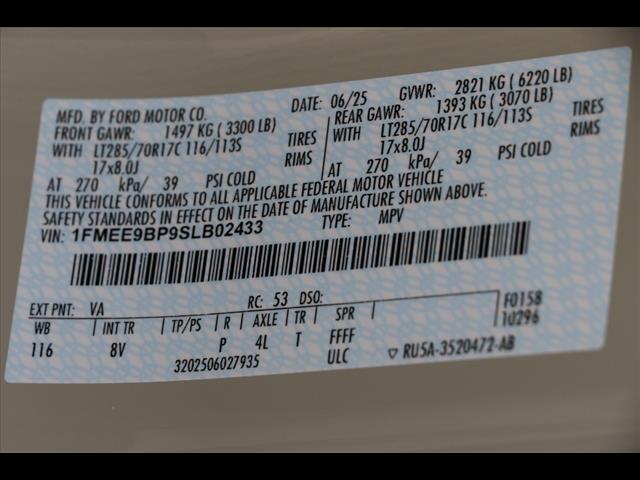 MFD. BY FORD MOTOR CO.
DATE: 06/25 GVWR: 2821 KG ( 6220 LB)
FRONT GAWR: 1497 KG ( 3300 LB)
REAR GAWR: 1393 KG ( 3070 LB)
WITH LT285/70R17C 116/113S TIRES
WITH LT285/70R17C 116/113S TIRES
17x8.0J RIMS
17x8.0J RIMS
AT 270 kPa/ 39 PSI COLD
AT 270 kPa/ 39 PSI COLD
THIS VEHICLE CONFORMS TO ALL APPLICABLE FEDERAL MOTOR VEHICLE
SAFETY STANDARDS IN EFFECT ON THE DATE OF MANUFACTURE SHOWN ABOVE.
VIN: 1FMEE9BP9SLB02433 TYPE: MPV
EXT PNT: VA RC: 53 DSO: F0158
10296
WB INT TR TP/PS R AXLE TR SPR
116 8V P 4L T FFFF
ULC
3202506027935
▽ RU5A-3520472-AB